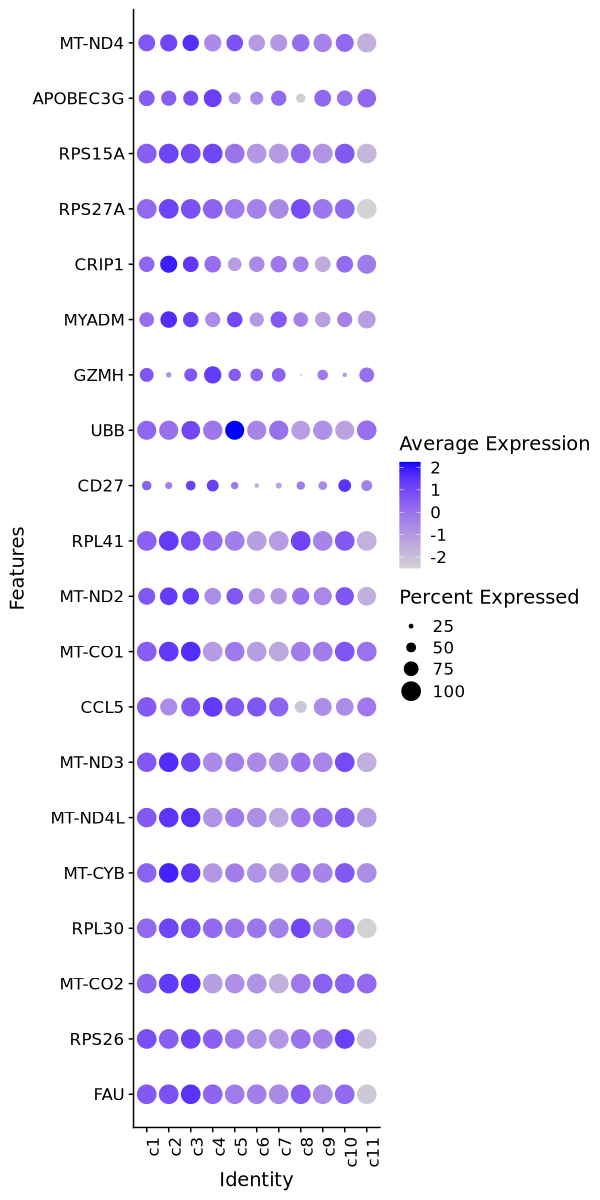 MT-ND4
APOBEC3G
RPS15A
RPS27A
CRIP1
MYADM
GZMH
UBB
CD27
RPL41
MT-ND2
MT-CO1
CCL5
MT-ND3
MT-ND4L
MT-CYB
RPL30
MT-CO2
RPS26
FAU
Features
c1 c2 c3 c4 c5 c6 c7 c8 c9 c10 c11
Identity
Average Expression
2
1
0
-1
-2
Percent Expressed
25
50
75
100